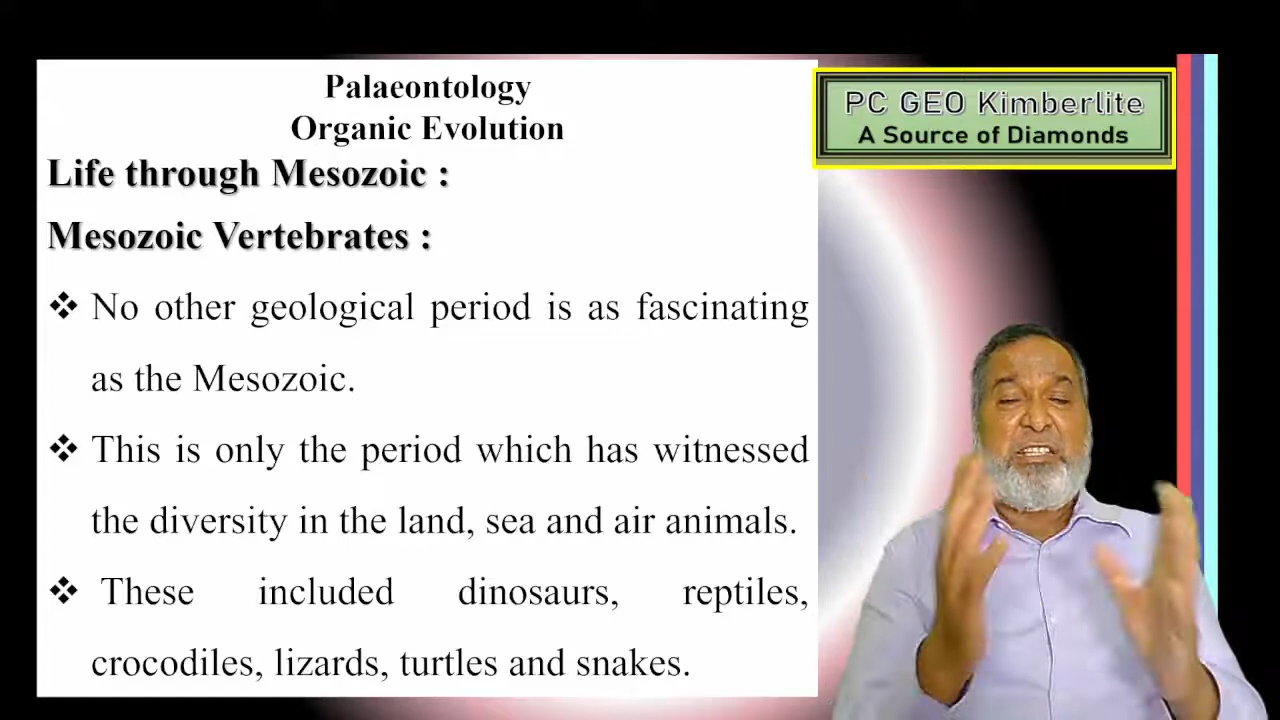 Palaeontology
Organic Evolution
Life through Mesozoic :
Mesozoic Vertebrates :
❖ No other geological period is as fascinating
as the Mesozoic.
❖ This is only the period which has witnessed
the diversity in the land, sea and air animals.
❖ These included dinosaurs, reptiles,
crocodiles, lizards, turtles and snakes.
PC GEO Kimberlite
A Source of Diamonds